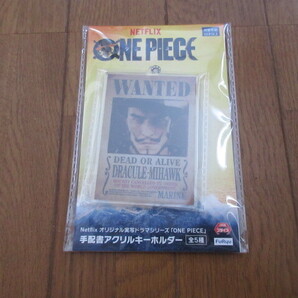 NETFLIX
ONE PIECE
WANTED
DEAD OR ALIVE
DRACULE·MIHAWK
MARINE
Netflix オリジナル実写ドラマシリーズ「ONE PIECE」
手配書アクリルキーホルダー 全5種
FuRyu